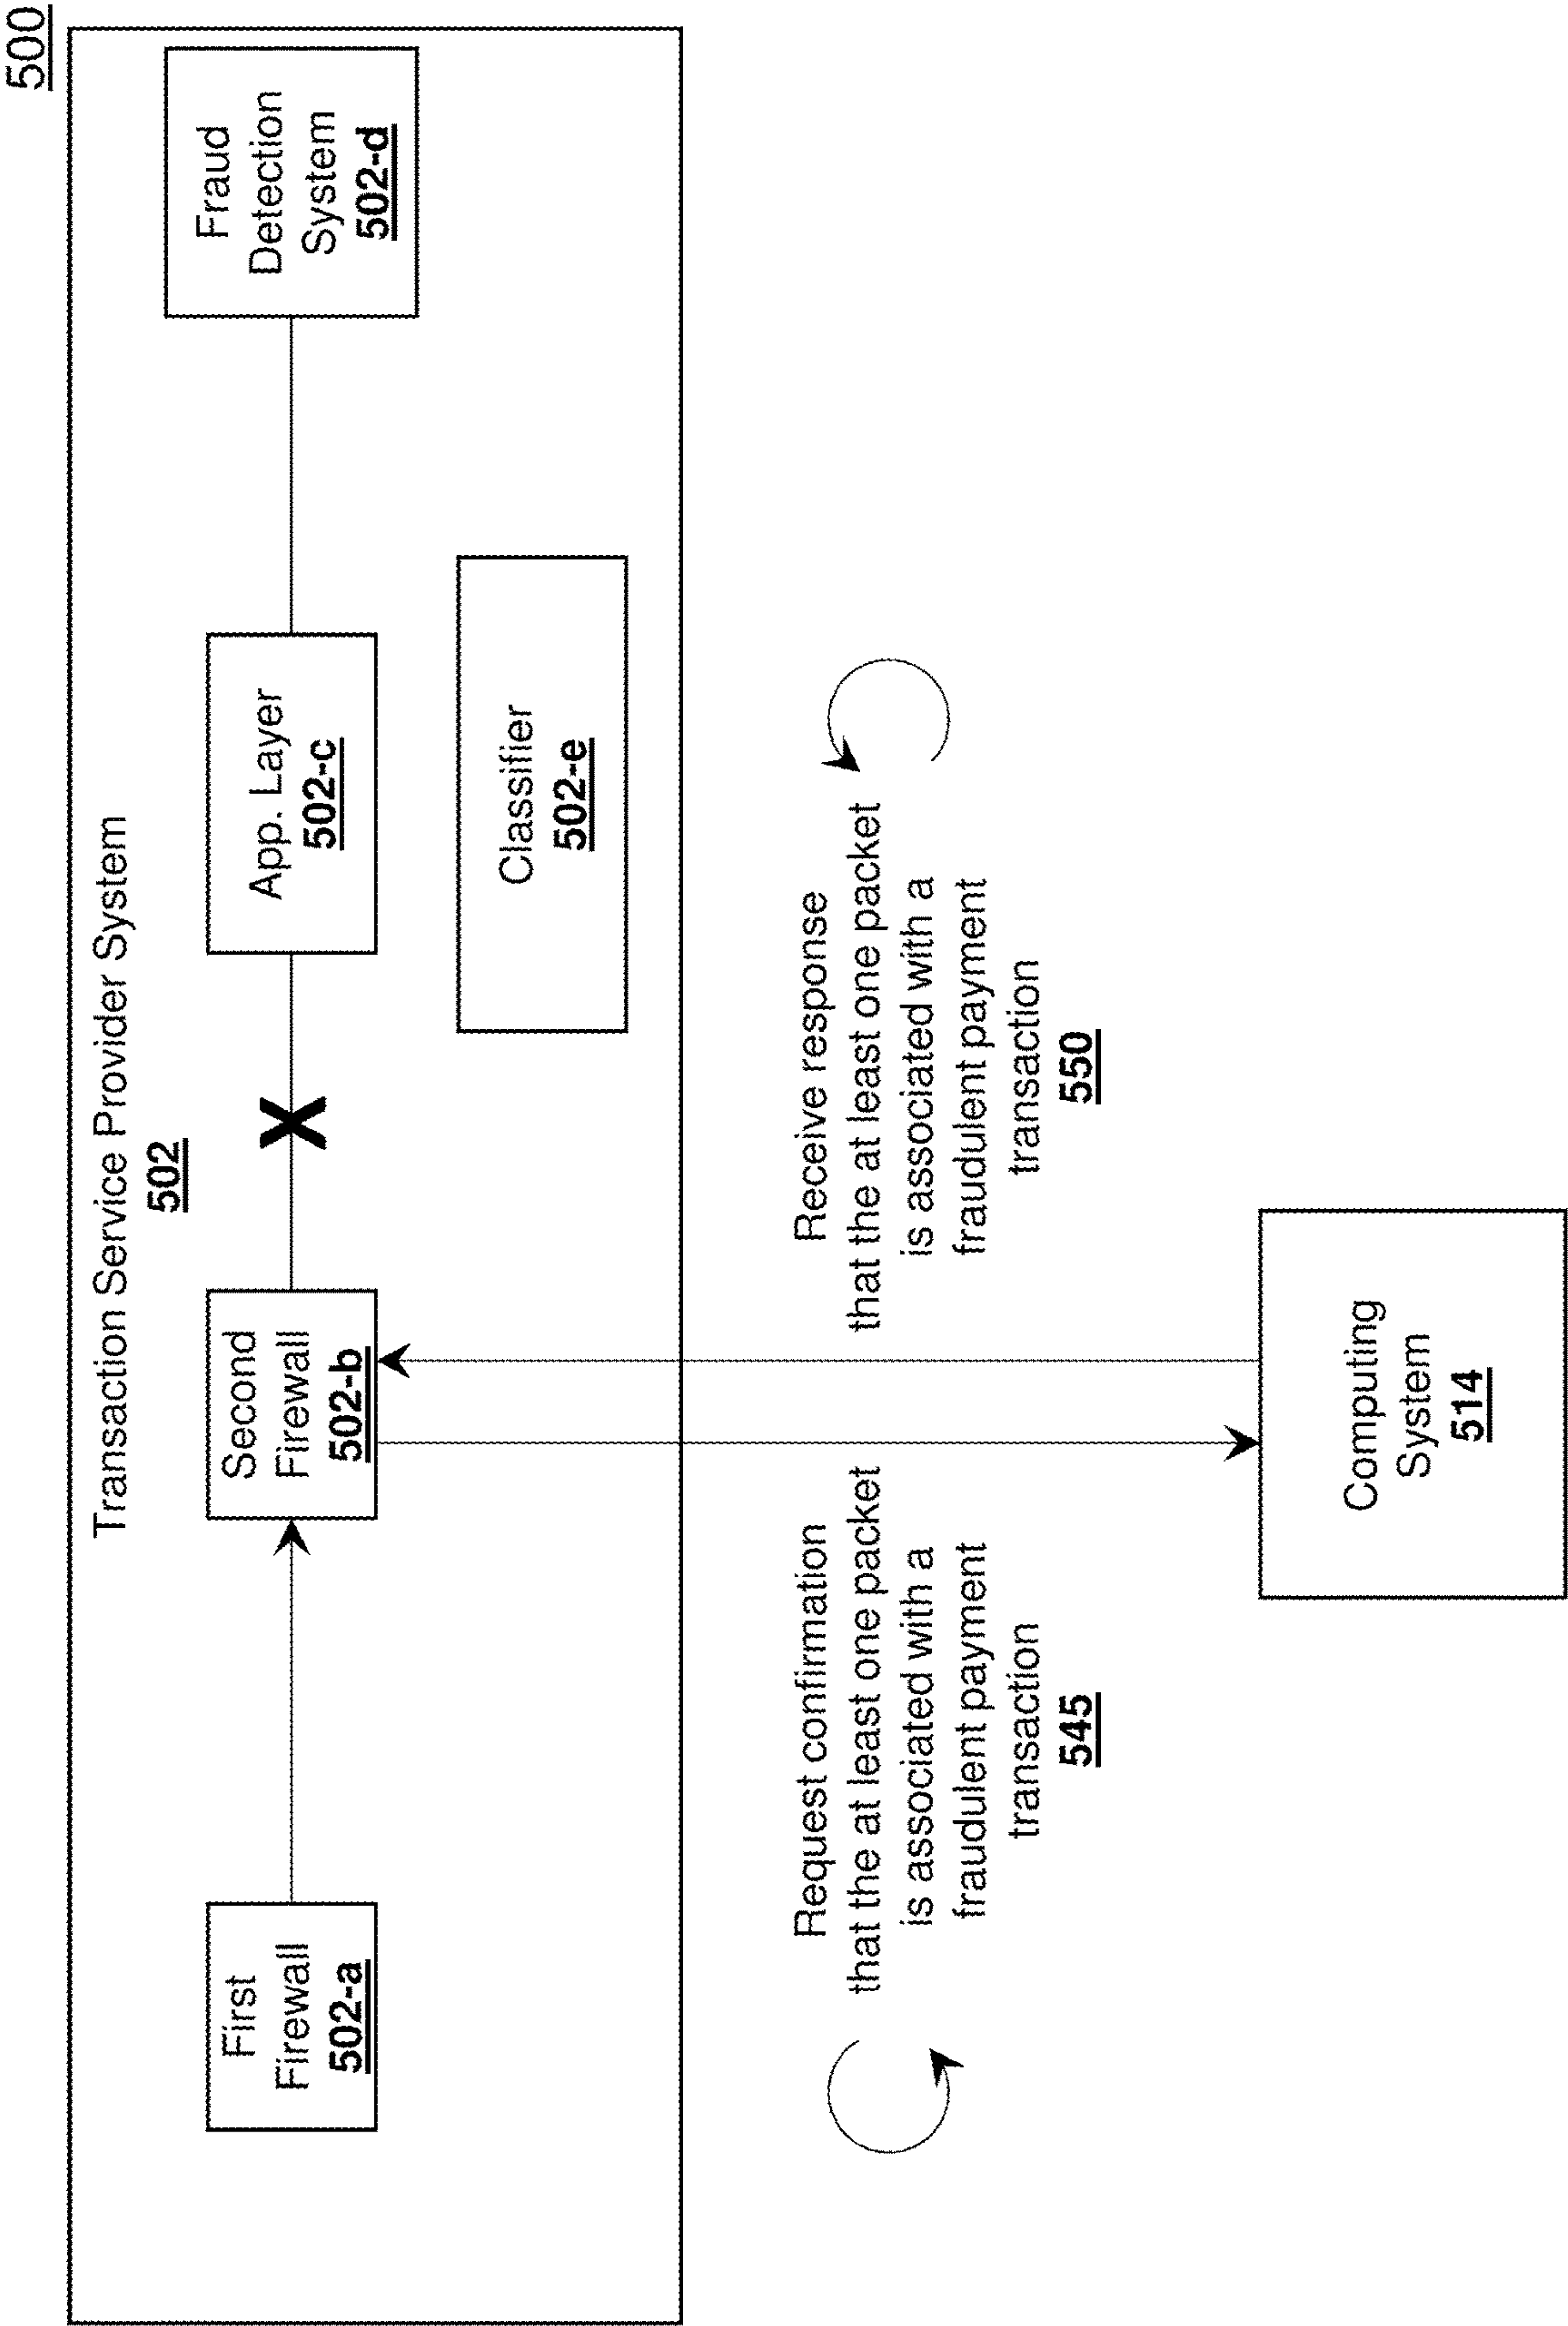 500
Transaction Service Provider System
502
First
Firewall
502-a
Second
Firewall
502-b
App. Layer
502-c
Fraud
Detection
System
502-d
Classifier
502-e
Request confirmation
that the at least one packet
is associated with a
fraudulent payment
transaction
545
Receive response
that the at least one packet
is associated with a
fraudulent payment
transaction
550
Computing
System
514